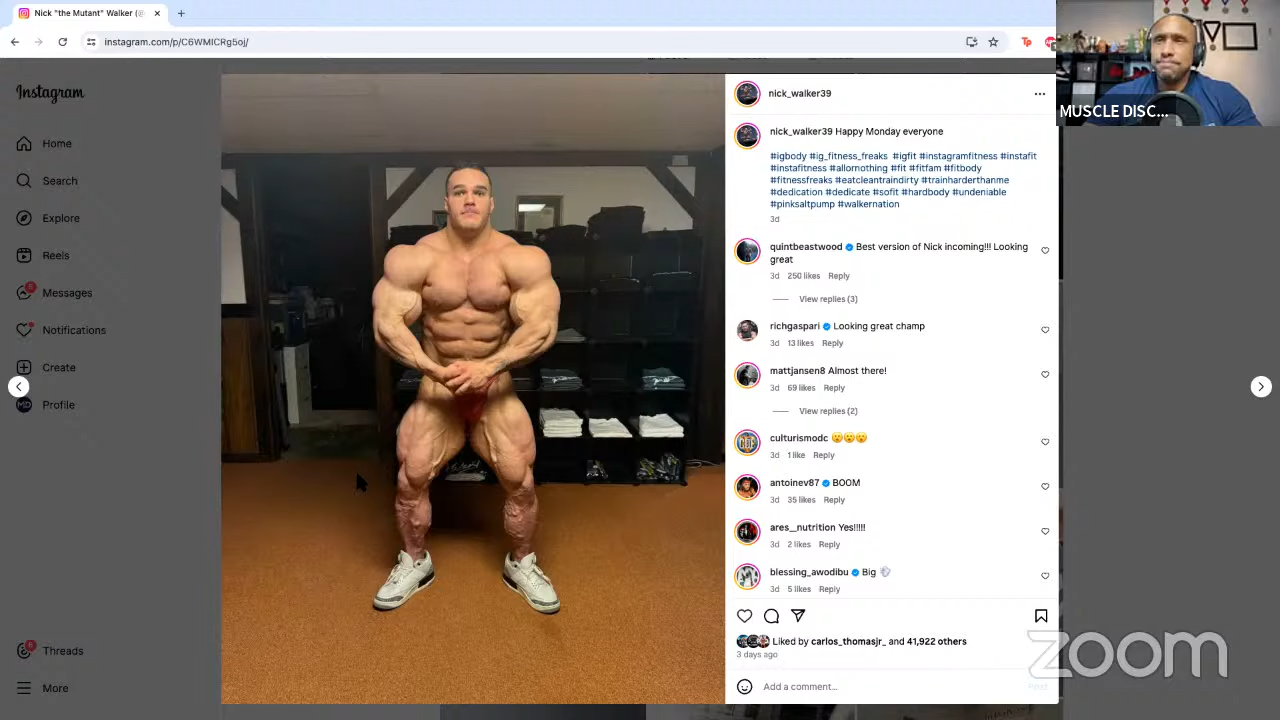 Nick "the Mutant" Walker (@
instagram.com/p/C6WMICRg5oj/
MUSCLE DISC...
Instagram
Home
Search
Explore
Reels
Messages
Notifications
Create
Profile
Threads
More
nick_walker39
nick_walker39 Happy Monday everyone
#igbody #ig_fitness_freaks #igfit #instagramfitness #instafit
#instafitness #allornothing #fit #fitfam #fitbody
#fitnessfreaks #eatcleantraindirty #trainharderthanme
#dedication #dedicate #sofit #hardbody #undeniable
#pinksaltpump #walkernation
3d
quintbeastwood Best version of Nick incoming!!! Looking
great
3d 250 likes Reply
View replies (3)
richgaspari Looking great champ
3d 13 likes Reply
mattjansen8 Almost there!
3d 69 likes Reply
View replies (2)
culturismodc 😮😮😮
3d 1 like Reply
antoinev87 BOOM
3d 35 likes Reply
ares__nutrition Yes!!!!!
3d 2 likes Reply
blessing_awodibu Big
3d 5 likes Reply
Liked by carlos_thomasjr_ and 41,922 others
3 days ago
Add a comment...
Post
zoom